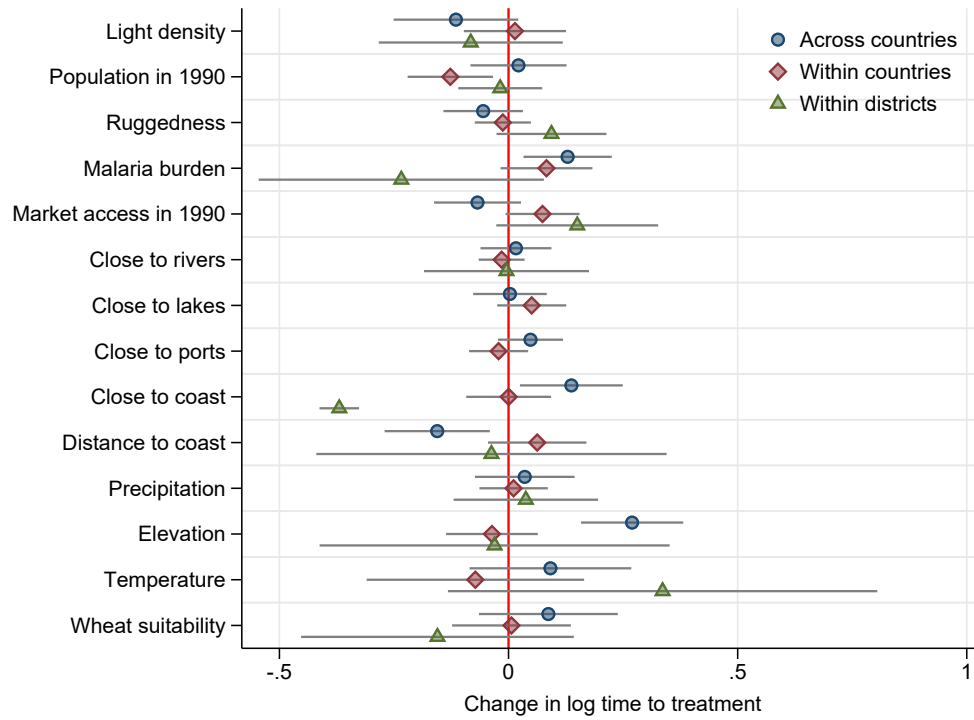 Light density
Population in 1990
Ruggedness
Malaria burden
Market access in 1990
Close to rivers
Close to lakes
Close to ports
Close to coast
Distance to coast
Precipitation
Elevation
Temperature
Wheat suitability
Across countries
Within countries
Within districts
-.5 0 .5 1
Change in log time to treatment